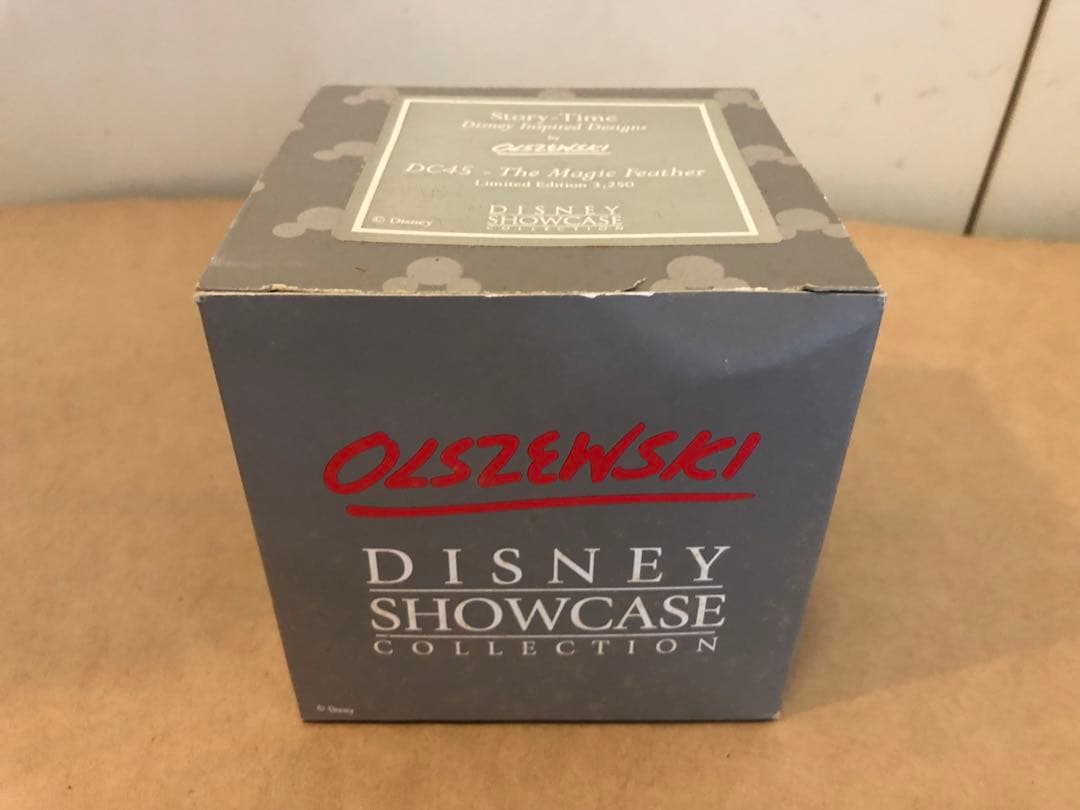 Story-Time
Disney Inspired Designs
by
OLSZEWSKI
DC45 - The Magic Feather
Limited Edition 3,250
DISNEY
SHOWCASE
COLLECTION
© Disney
OLSZEWSKI
DISNEY
SHOWCASE
COLLECTION
© Disney